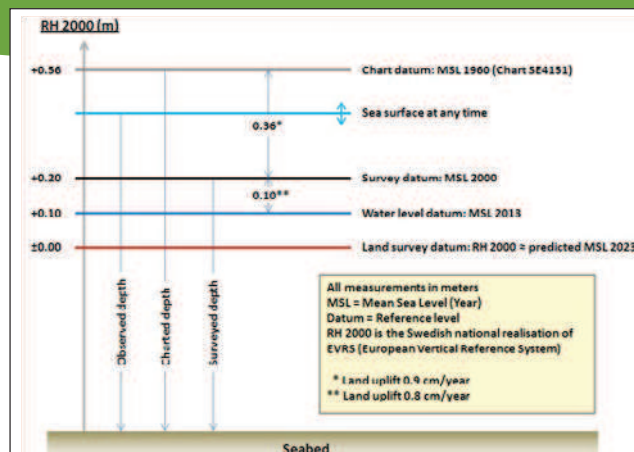 RH 2000 (m)
+0.56
Chart datum: MSL 1960 (Chart SE4151)
Sea surface at any time
0.36*
+0.20
Survey datum: MSL 2000
0.10**
+0.10
Water level datum: MSL 2013
±0.00
Land survey datum: RH 2000 = predicted MSL 2023
Observed depth
Charted depth
Surveyed depth
All measurements in meters
MSL = Mean Sea Level (Year)
Datum = Reference level
RH 2000 is the Swedish national realisation of
EVRS (European Vertical Reference System)
* Land uplift 0.9 cm/year
** Land uplift 0.8 cm/year
Seabed